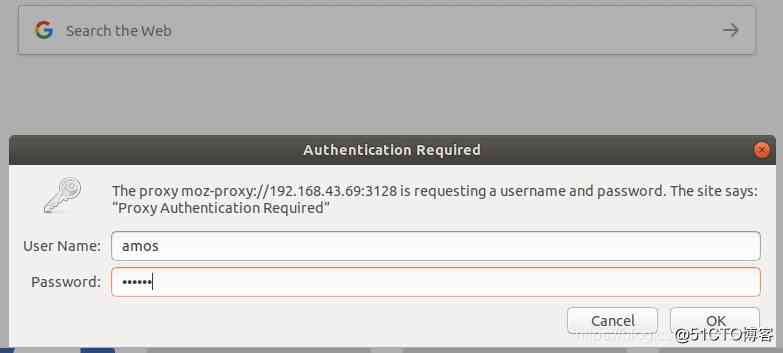 Search the Web
Authentication Required
The proxy moz-proxy://192.168.43.69:3128 is requesting a username and password. The site says:
“Proxy Authentication Required”
User Name: amos
Password: ••••••
Cancel OK
@51CTO博客